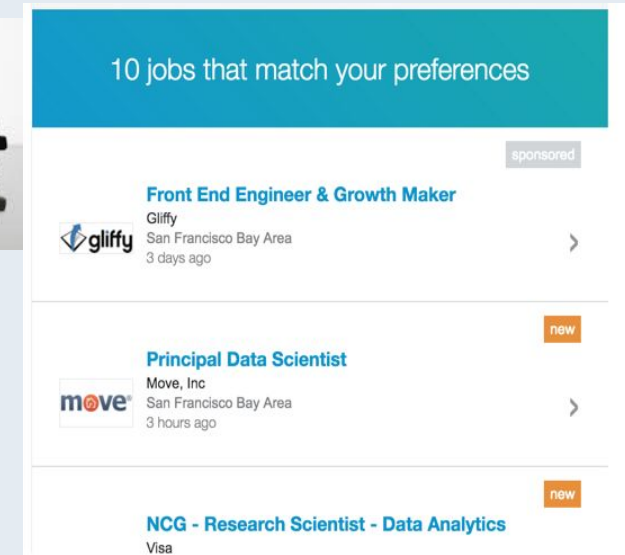 10 jobs that match your preferences
sponsored
Front End Engineer & Growth Maker
Gliffy
gliffy
San Francisco Bay Area
3 days ago
new
Principal Data Scientist
Move, Inc
move
San Francisco Bay Area
3 hours ago
new
NCG - Research Scientist - Data Analytics
Visa